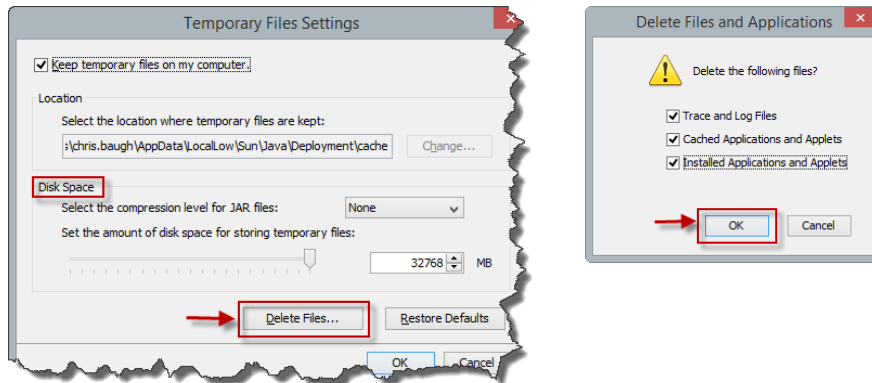 Temporary Files Settings
Keep temporary files on my computer.
Location
Select the location where temporary files are kept:
:\chris.baugh\AppData\LocalLow\Sun\Java\Deployment\cache
Change...
Disk Space
Select the compression level for JAR files:
None
Set the amount of disk space for storing temporary files:
32768
MB
Delete Files...
Restore Defaults
OK
Cancel
Delete Files and Applications
Delete the following files?
Trace and Log Files
Cached Applications and Applets
Installed Applications and Applets
OK
Cancel